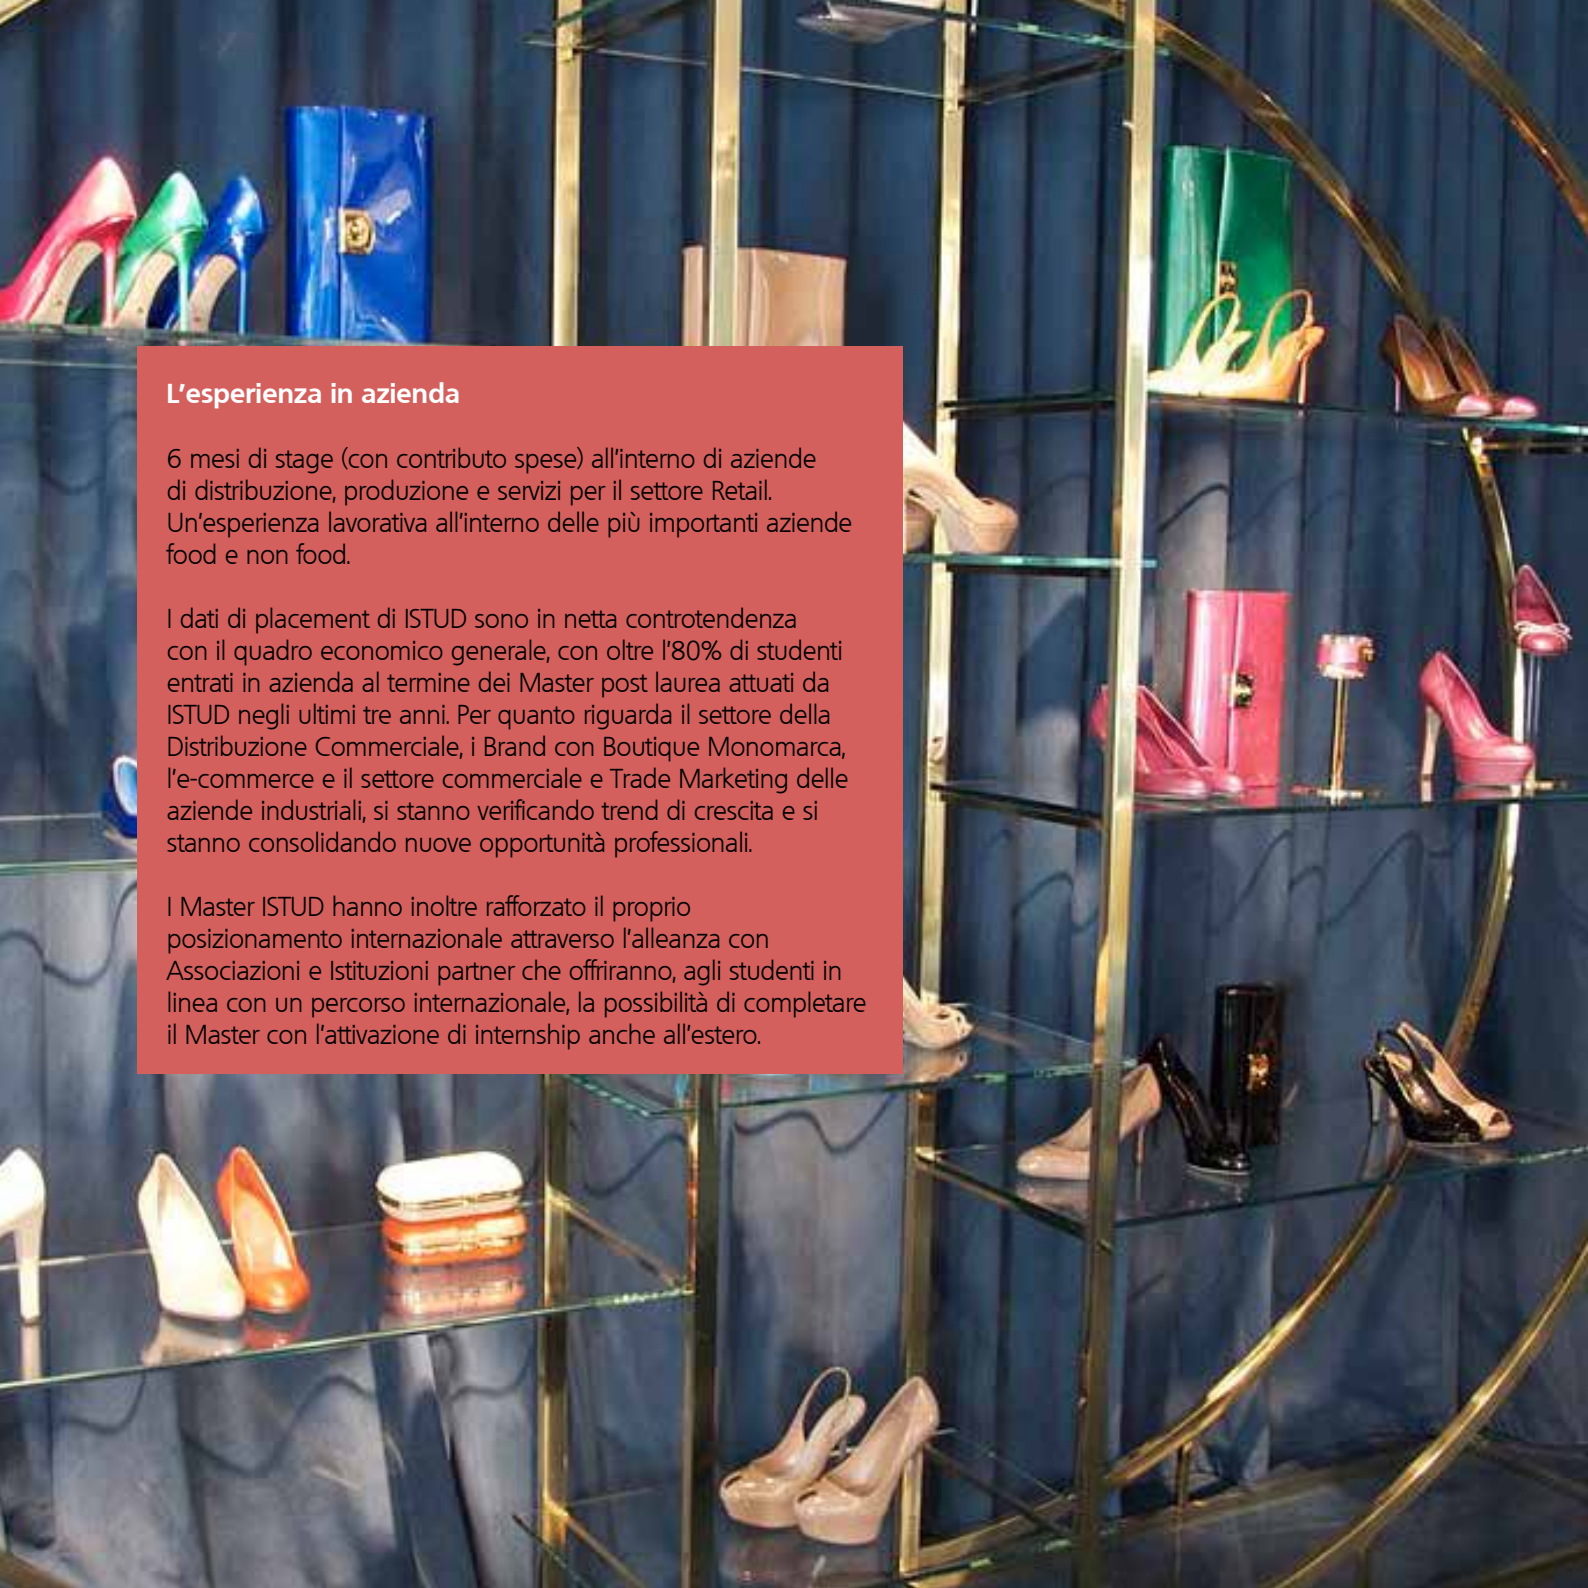 L'esperienza in azienda
6 mesi di stage (con contributo spese) all'interno di aziende
di distribuzione, produzione e servizi per il settore Retail.
Un'esperienza lavorativa all'interno delle più importanti aziende
food e non food.
I dati di placement di ISTUD sono in netta controtendenza
con il quadro economico generale, con oltre l'80% di studenti
entrati in azienda al termine dei Master post laurea attuati da
ISTUD negli ultimi tre anni. Per quanto riguarda il settore della
Distribuzione Commerciale, i Brand con Boutique Monomarca,
l'e-commerce e il settore commerciale e Trade Marketing delle
aziende industriali, si stanno verificando trend di crescita e si
stanno consolidando nuove opportunità professionali.
I Master ISTUD hanno inoltre rafforzato il proprio
posizionamento internazionale attraverso l'alleanza con
Associazioni e Istituzioni partner che offriranno, agli studenti in
linea con un percorso internazionale, la possibilità di completare
il Master con l'attivazione di internship anche all'estero.